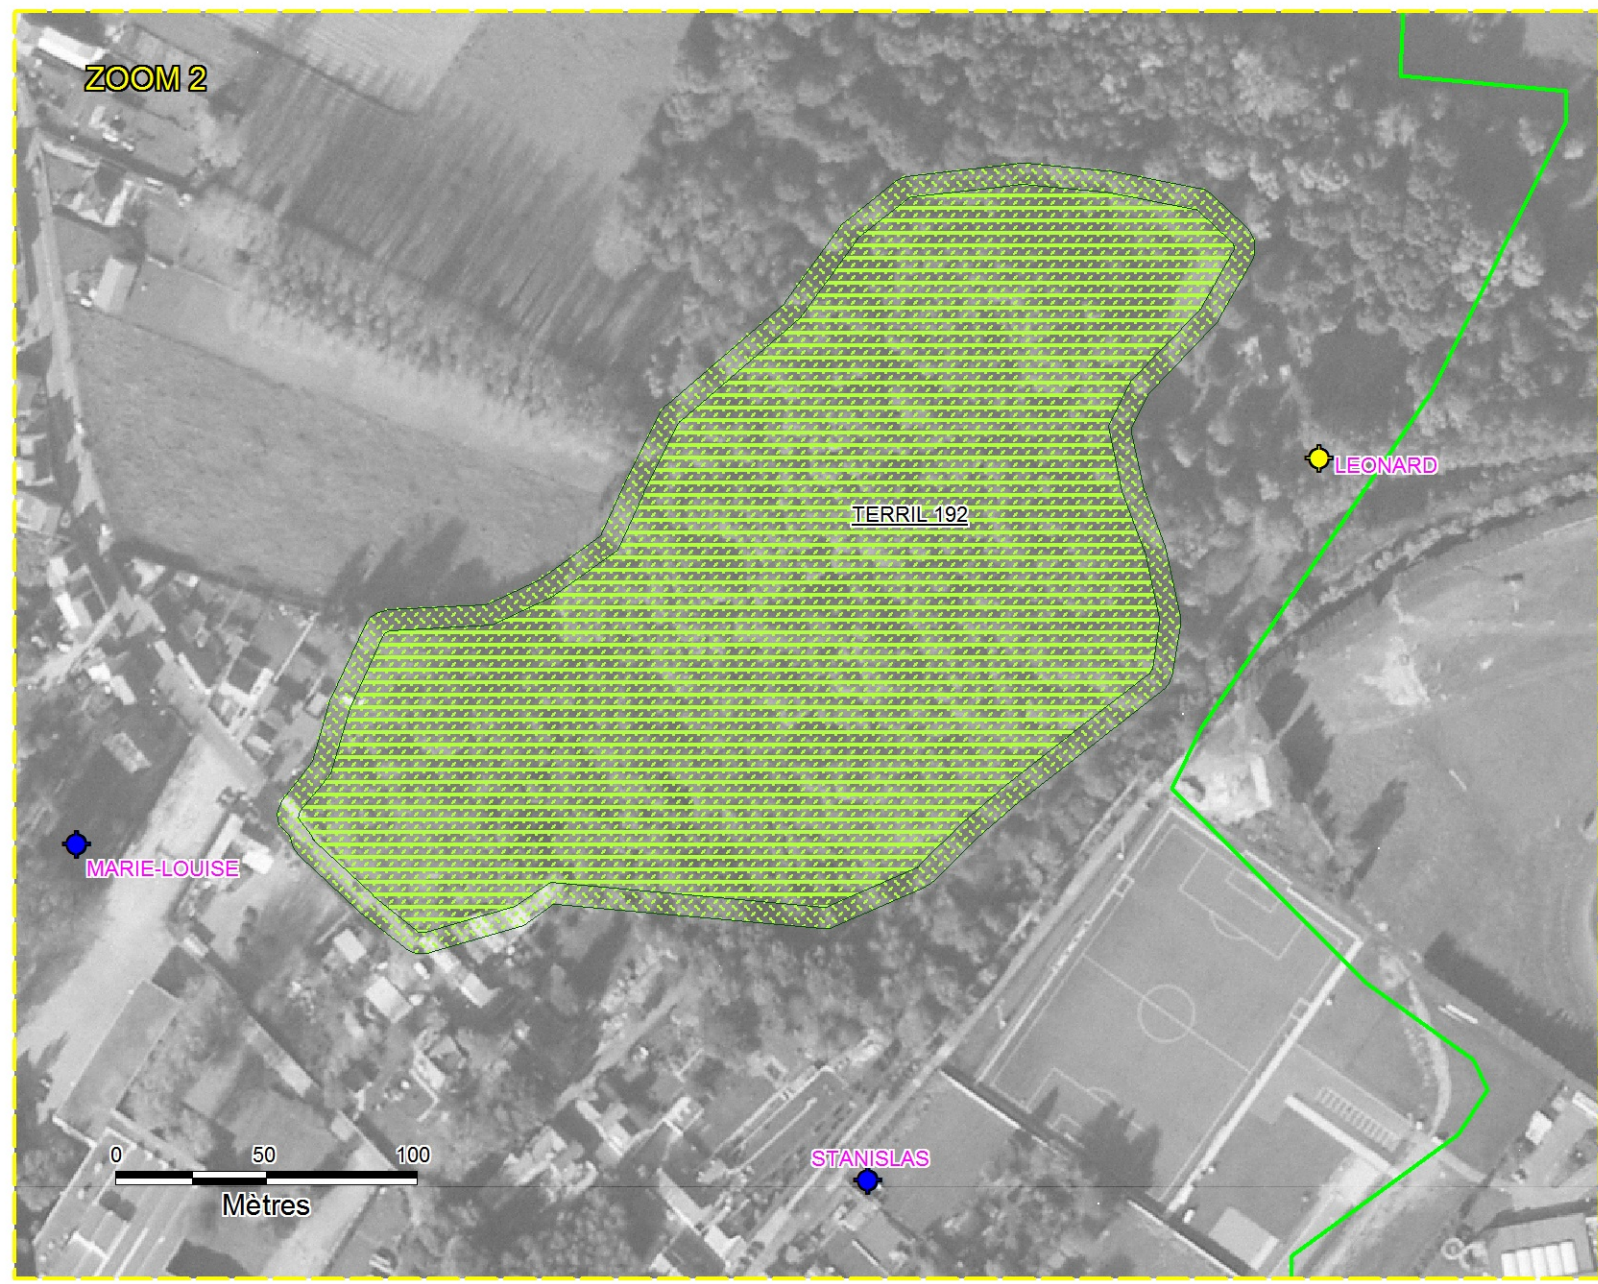 ZOOM 2
LEONARD
TERRIL 192
MARIE-LOUISE
STANISLAS
0 50 100
Mètres